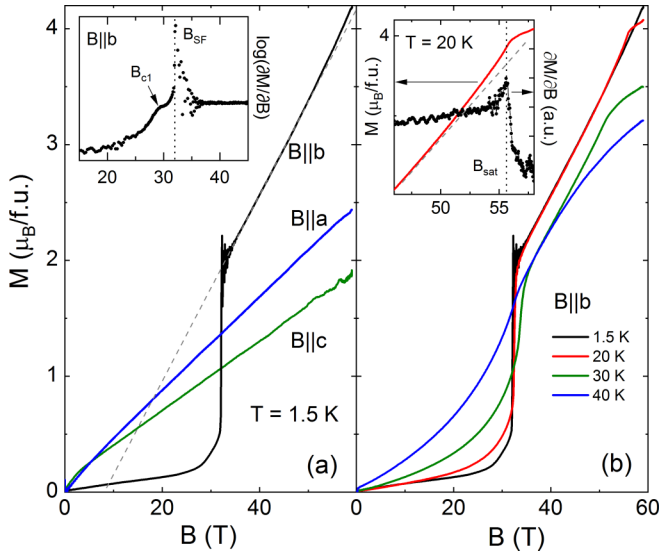 B||b
B_SF
B_c1
log(∂M/∂B)
20 30 40
B||b
B||a
B||c
T = 1.5 K
(a)
M (μ_B/f.u.)
4
3
2
1
0
0 20 40
B (T)
T = 20 K
4
M (μ_B/f.u.)
∂M/∂B (a.u.)
B_sat
50 55
B||b
1.5 K
20 K
30 K
40 K
(b)
0 20 40 60
B (T)